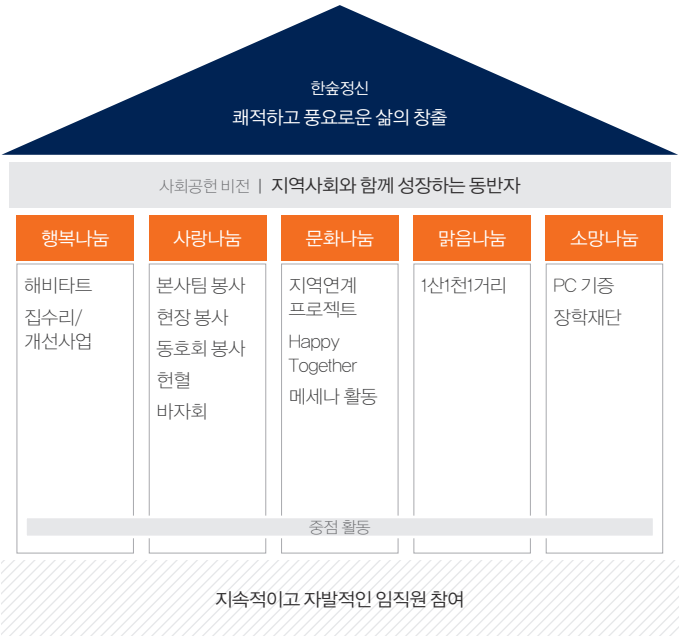 한숲정신
쾌적하고 풍요로운 삶의 창출
사회공헌 비전 | 지역사회와 함께 성장하는 동반자
행복나눔
해비타트
집수리/
개선사업
사랑나눔
본사팀 봉사
현장 봉사
동호회 봉사
헌혈
바자회
문화나눔
지역연계
프로젝트
Happy
Together
메세나 활동
맑음나눔
1산1천1거리
소망나눔
PC 기증
장학재단
중점 활동
지속적이고 자발적인 임직원 참여